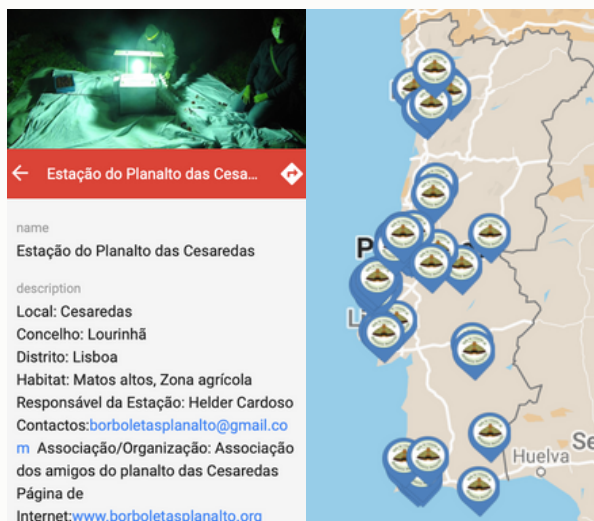 Estação do Planalto das Cesa...
name
Estação do Planalto das Cesaredas
description
Local: Cesaredas
Concelho: Lourinhã
Distrito: Lisboa
Habitat: Matos altos, Zona agrícola
Responsável da Estação: Helder Cardoso
Contactos:borboletasplanalto@gmail.co
m Associação/Organização: Associação
dos amigos do planalto das Cesaredas
Página de
Internet:www.borboletasplanalto.org
Huelva